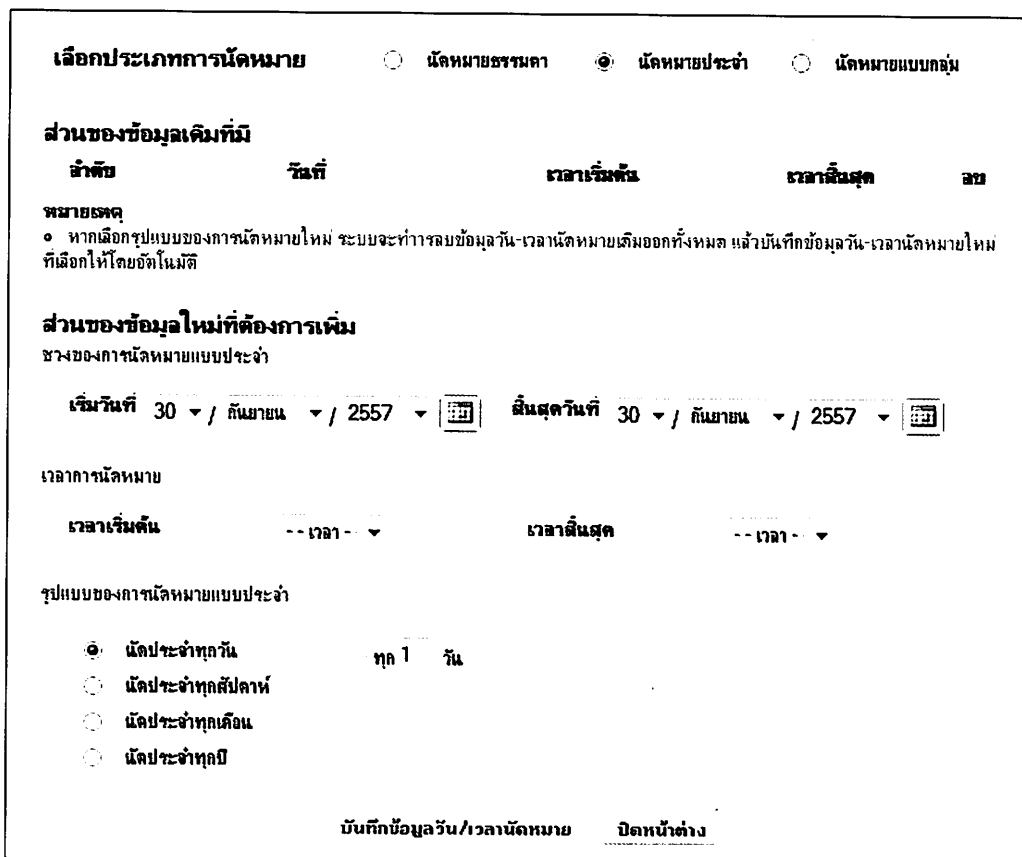 เลือกประเภทการนัดหมาย นัดหมายธรรมดา นัดหมายประจำ นัดหมายแบบกลุ่ม
ส่วนของข้อมูลเดิมที่มี
ลำดับ วันที่ เวลาเริ่มต้น เวลาสิ้นสุด ลบ
หมายเหตุ
หากเลือกรูปแบบของการนัดหมายใหม่ ระบบจะทำารลบข้อมูลวัน-เวลานัดหมายเดิมออกทั้งหมด แล้วบันทึกข้อมูลวัน-เวลานัดหมายใหม่
ที่เลือกให้โดยอัตโนมัติ
ส่วนของข้อมูลใหม่ที่ต้องการเพิ่ม
ช่วงของการนัดหมายแบบประจำ
เริ่มวันที่ 30 / กันยายน / 2557 สิ้นสุดวันที่ 30 / กันยายน / 2557
เวลาการนัดหมาย
เวลาเริ่มต้น -- เวลา -- เวลาสิ้นสุด -- เวลา --
รูปแบบของการนัดหมายแบบประจำ
นัดประจำทุกวัน ทุก 1 วัน
นัดประจำทุกสัปดาห์
นัดประจำทุกเดือน
นัดประจำทุกปี
บันทึกข้อมูลวัน/เวลานัดหมาย ปิดหน้าต่าง